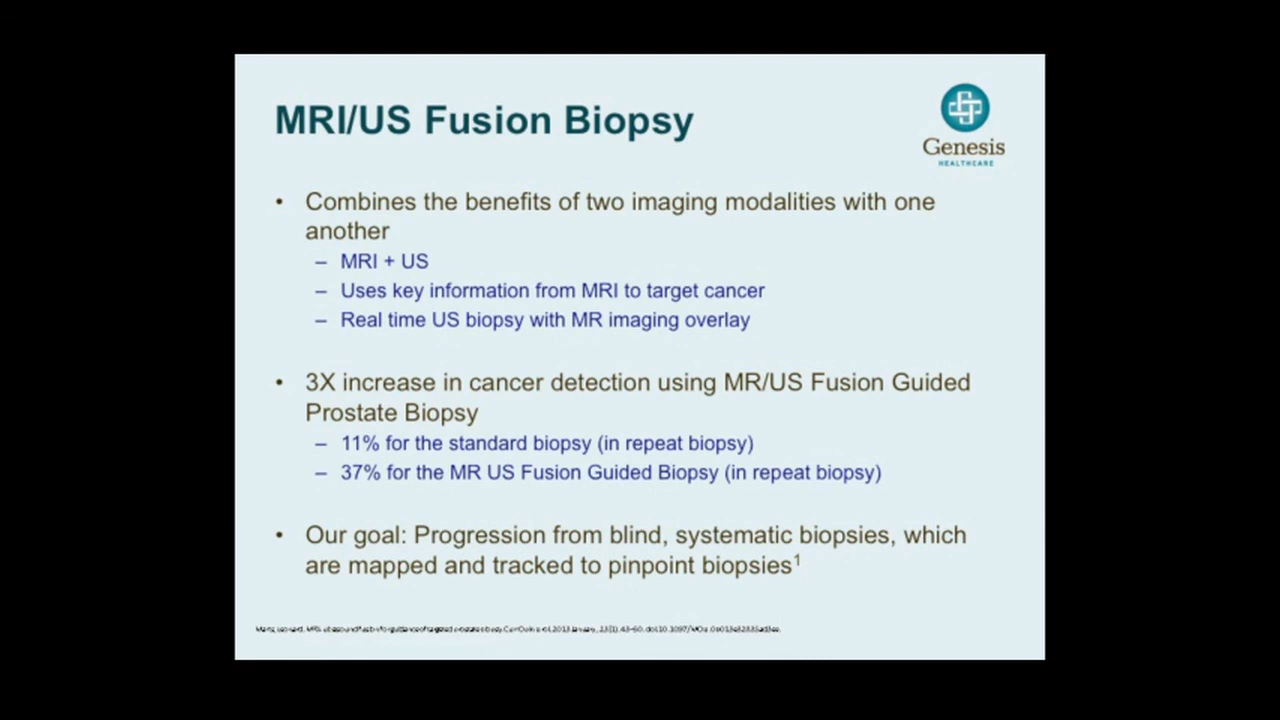 MRI/US Fusion Biopsy
Genesis
HEALTHCARE
• Combines the benefits of two imaging modalities with one
another
– MRI + US
– Uses key information from MRI to target cancer
– Real time US biopsy with MR imaging overlay
• 3X increase in cancer detection using MR/US Fusion Guided
Prostate Biopsy
– 11% for the standard biopsy (in repeat biopsy)
– 37% for the MR US Fusion Guided Biopsy (in repeat biopsy)
• Our goal: Progression from blind, systematic biopsies, which
are mapped and tracked to pinpoint biopsies¹